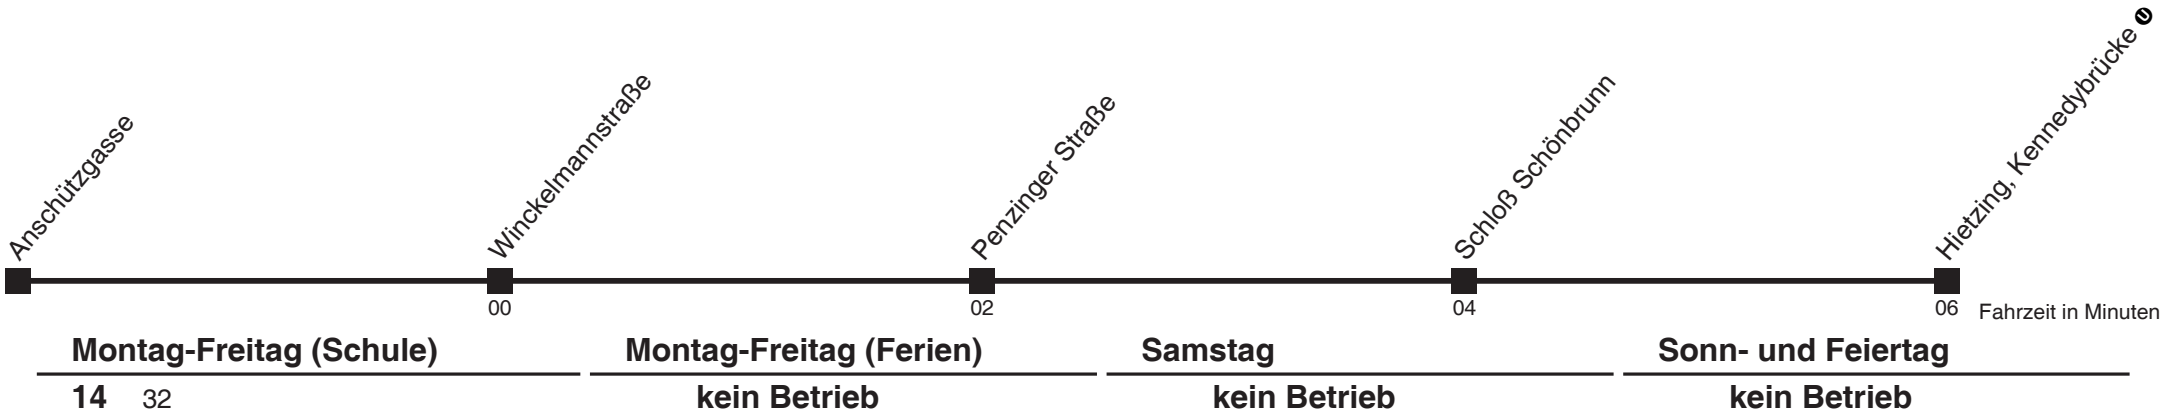 Anschützgasse
Winckelmannstraße
Penzinger Straße
Schloß Schönbrunn
Hietzing, Kennedybrücke U
00 02 04 06 Fahrzeit in Minuten
Montag-Freitag (Schule) Montag-Freitag (Ferien) Samstag Sonn- und Feiertag
14 32 kein Betrieb kein Betrieb kein Betrieb